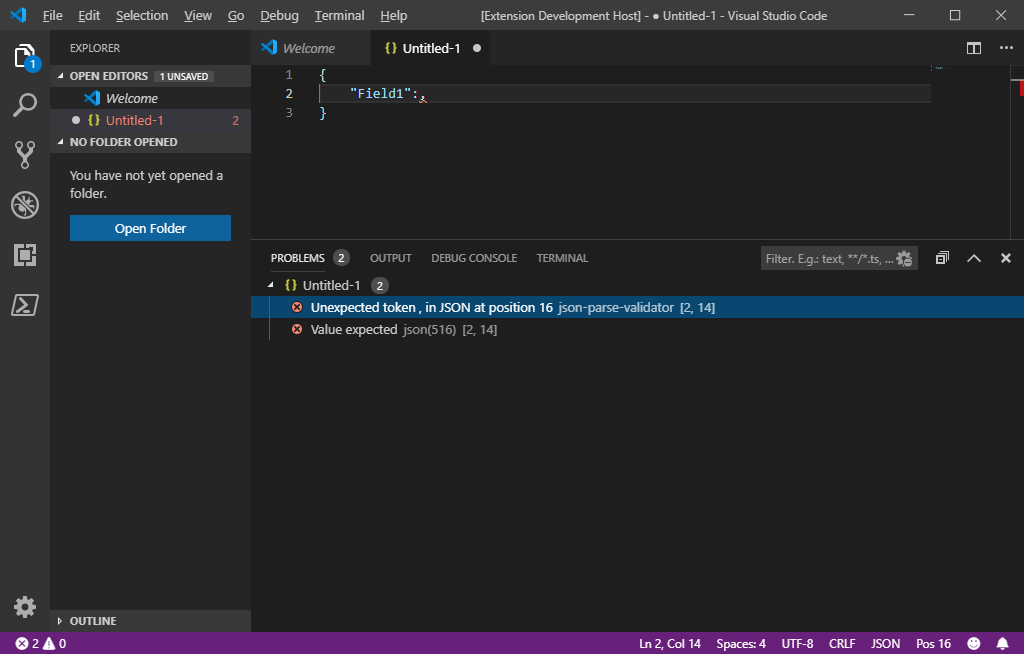 File Edit Selection View Go Debug Terminal Help [Extension Development Host] - ● Untitled-1 - Visual Studio Code
EXPLORER
OPEN EDITORS 1 UNSAVED
Welcome
● {} Untitled-1 2
NO FOLDER OPENED
You have not yet opened a
folder.
Open Folder
OUTLINE
1
Welcome {} Untitled-1 ●
1 {
2 "Field1":,
3 }
PROBLEMS 2 OUTPUT DEBUG CONSOLE TERMINAL Filter. E.g.: text, **/*.ts, ...
{} Untitled-1 2
Unexpected token , in JSON at position 16 json-parse-validator [2, 14]
Value expected json(516) [2, 14]
2 0 Ln 2, Col 14 Spaces: 4 UTF-8 CRLF JSON Pos 16